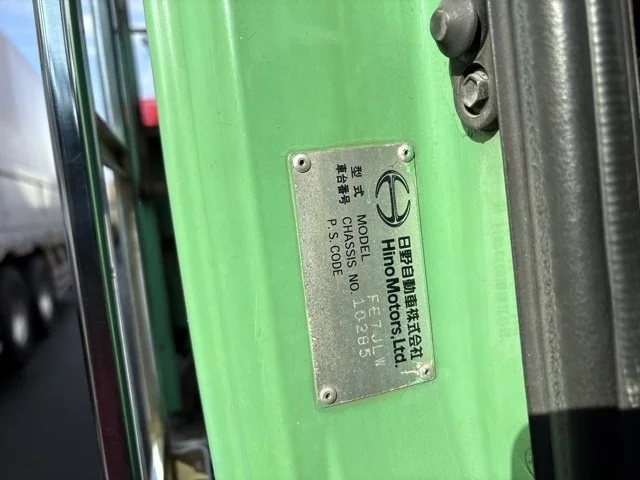 日野自動車株式会社
HinoMotors,Ltd.
型式 MODEL FE7JLW
車台番号 CHASSIS NO. 10285
P.S.CODE